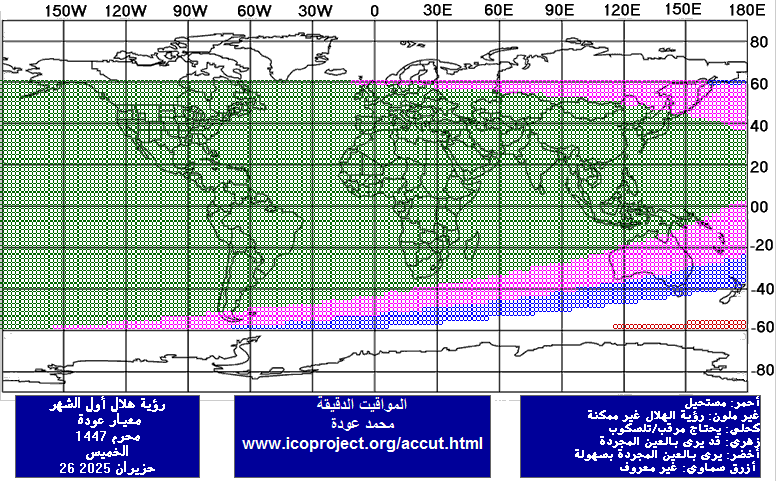 150W 120W 90W 60W 30W 0 30E 60E 90E 120E 150E 180E
80
60
40
20
00
-20
-40
-60
-80
رؤية هلال أول الشهر
معيار عودة
محرم 1447
الخميس
26 حزيران 2025
المواقيت الدقيقة
محمد عودة
www.icoproject.org/accut.html
أحمر: مستحيل
غير ملون: رؤية الهلال غير ممكنة
كحلي: يحتاج مرقب/تلسكوب
زهري: قد يرى بالعين المجردة
أخضر: يرى بالعين المجردة بسهولة
أزرق سماوي: غير معروف